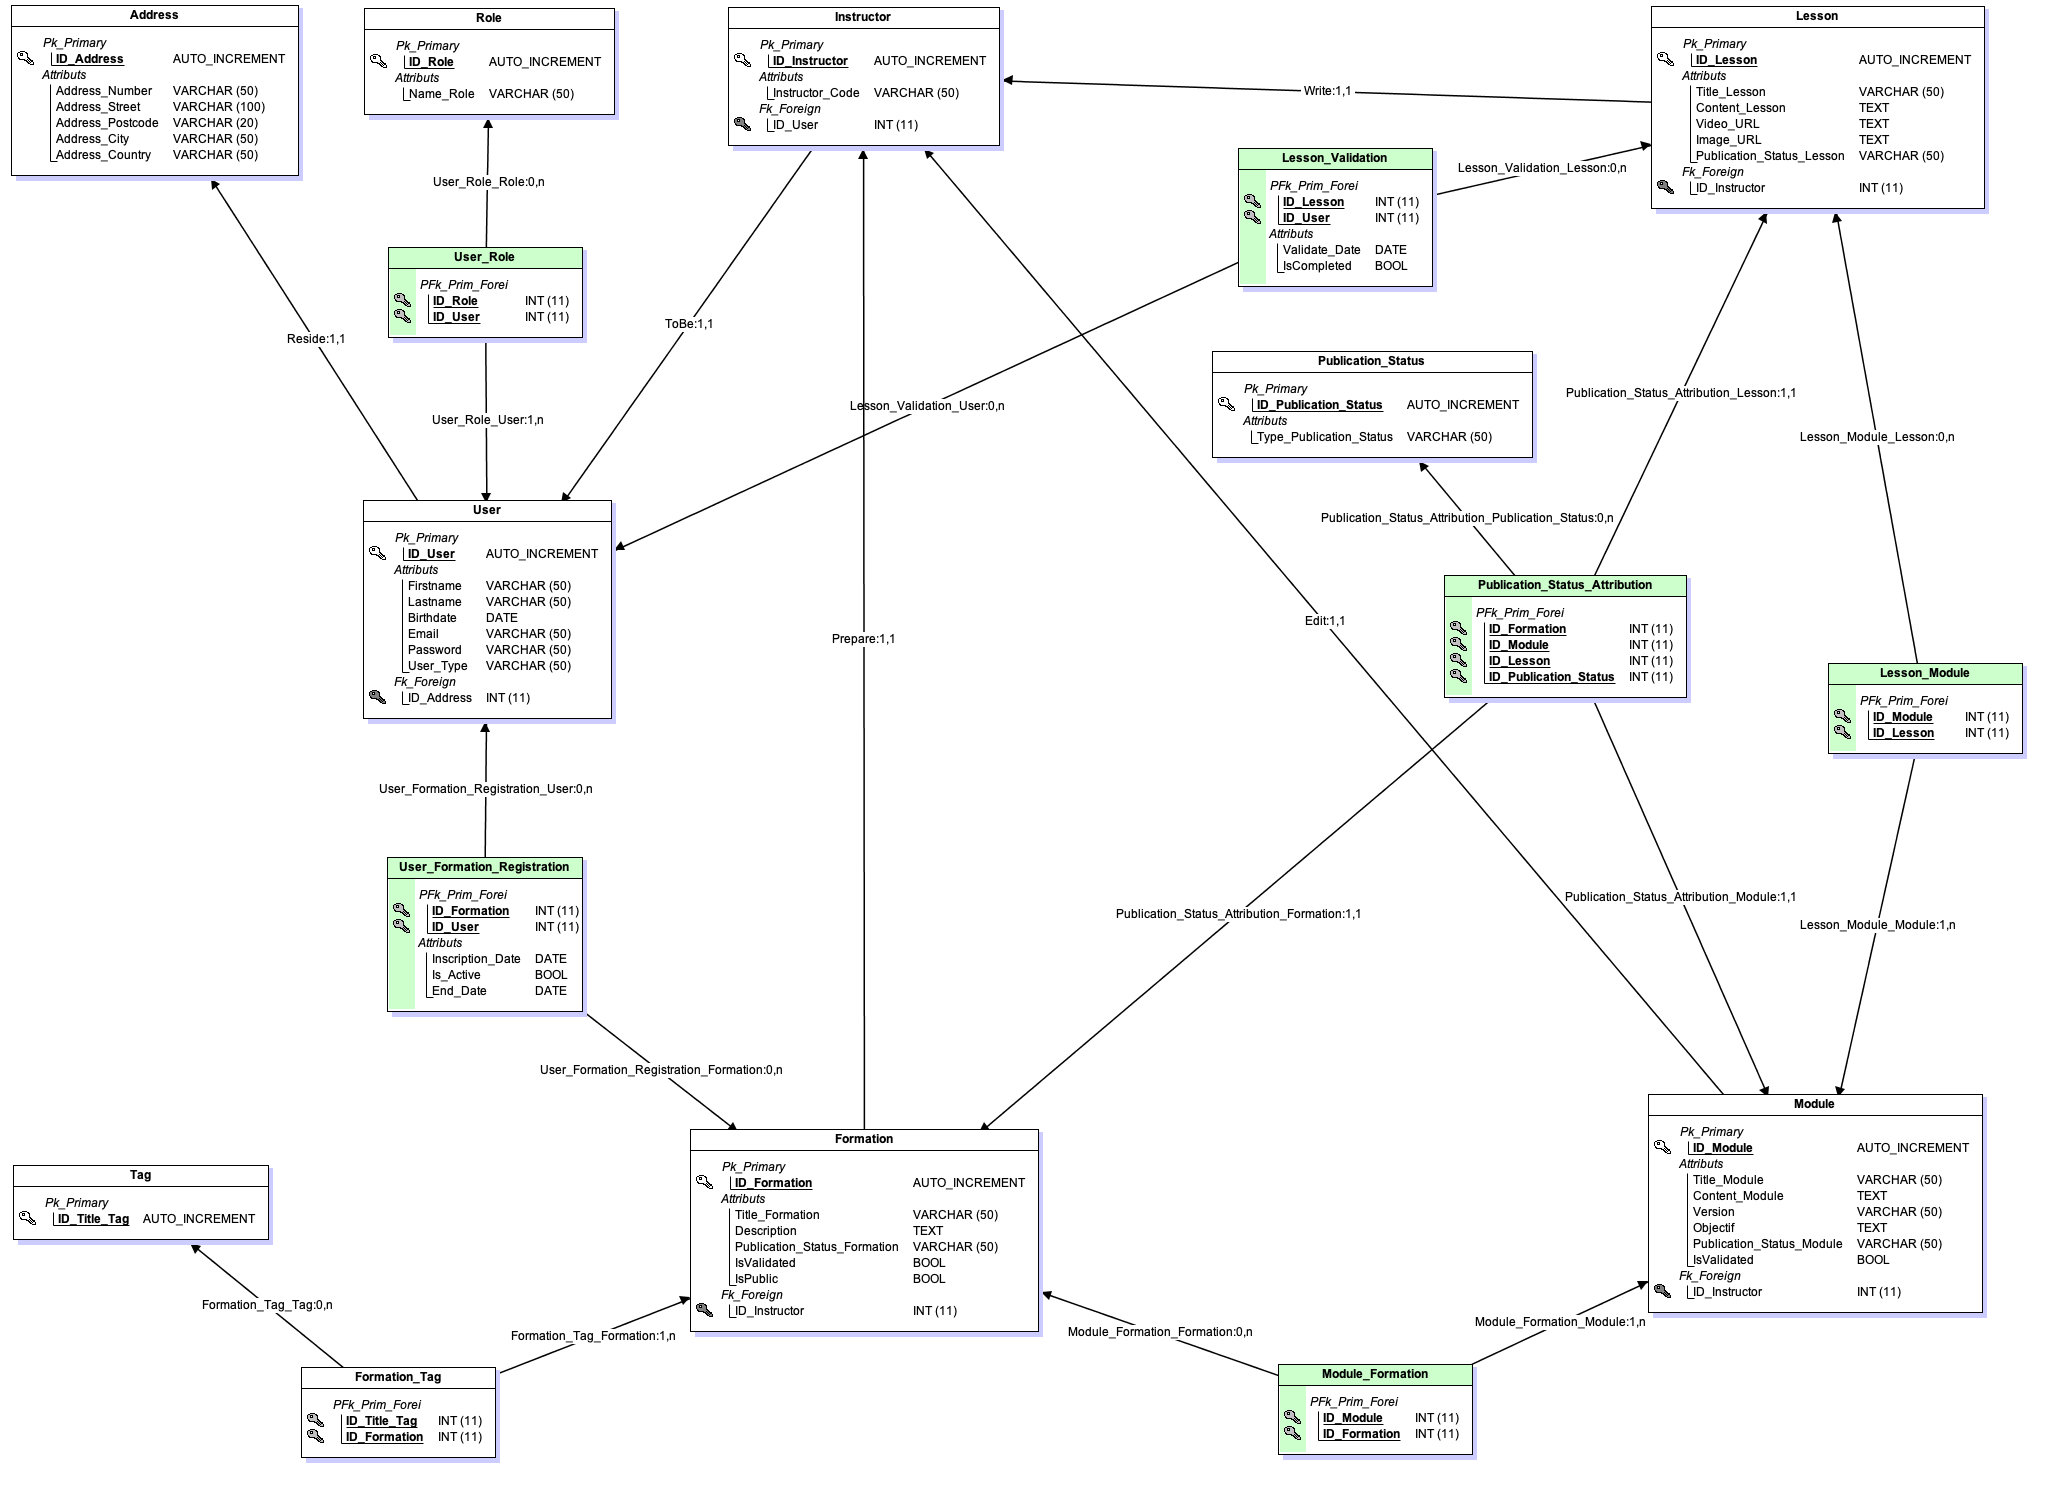 Address
Pk_Primary
ID_Address AUTO_INCREMENT
Attributs
Address_Number VARCHAR (50)
Address_Street VARCHAR (100)
Address_Postcode VARCHAR (20)
Address_City VARCHAR (50)
Address_Country VARCHAR (50)
Role
Pk_Primary
ID_Role AUTO_INCREMENT
Attributs
Name_Role VARCHAR (50)
Instructor
Pk_Primary
ID_Instructor AUTO_INCREMENT
Attributs
Instructor_Code VARCHAR (50)
Fk_Foreign
ID_User INT (11)
Write:1,1
Lesson
Pk_Primary
ID_Lesson AUTO_INCREMENT
Attributs
Title_Lesson VARCHAR (50)
Content_Lesson TEXT
Video_URL TEXT
Image_URL TEXT
Publication_Status_Lesson VARCHAR (50)
Fk_Foreign
ID_Instructor INT (11)
Lesson_Validation
PFk_Prim_Forei
ID_Lesson INT (11)
ID_User INT (11)
Attributs
Validate_Date DATE
IsCompleted BOOL
Lesson_Validation_Lesson:0,n
User_Role_Role:0,n
User_Role
PFk_Prim_Forei
ID_Role INT (11)
ID_User INT (11)
Reside:1,1
ToBe:1,1
User_Role_User:1,n
Lesson_Validation_User:0,n
Publication_Status
Pk_Primary
ID_Publication_Status AUTO_INCREMENT
Attributs
Type_Publication_Status VARCHAR (50)
Publication_Status_Attribution_Lesson:1,1
Lesson_Module_Lesson:0,n
Publication_Status_Attribution_Publication_Status:0,n
User
Pk_Primary
ID_User AUTO_INCREMENT
Attributs
Firstname VARCHAR (50)
Lastname VARCHAR (50)
Birthdate DATE
Email VARCHAR (50)
Password VARCHAR (50)
User_Type VARCHAR (50)
Fk_Foreign
ID_Address INT (11)
Prepare:1,1
Edit:1,1
Publication_Status_Attribution
PFk_Prim_Forei
ID_Formation INT (11)
ID_Module INT (11)
ID_Lesson INT (11)
ID_Publication_Status INT (11)
Lesson_Module
PFk_Prim_Forei
ID_Module INT (11)
ID_Lesson INT (11)
User_Formation_Registration_User:0,n
User_Formation_Registration
PFk_Prim_Forei
ID_Formation INT (11)
ID_User INT (11)
Attributs
Inscription_Date DATE
Is_Active BOOL
End_Date DATE
Publication_Status_Attribution_Formation:1,1
Publication_Status_Attribution_Module:1,1
Lesson_Module_Module:1,n
User_Formation_Registration_Formation:0,n
Tag
Pk_Primary
ID_Title_Tag AUTO_INCREMENT
Formation
Pk_Primary
ID_Formation AUTO_INCREMENT
Attributs
Title_Formation VARCHAR (50)
Description TEXT
Publication_Status_Formation VARCHAR (50)
IsValidated BOOL
IsPublic BOOL
Fk_Foreign
ID_Instructor INT (11)
Module
Pk_Primary
ID_Module AUTO_INCREMENT
Attributs
Title_Module VARCHAR (50)
Content_Module TEXT
Version VARCHAR (50)
Objectif TEXT
Publication_Status_Module VARCHAR (50)
IsValidated BOOL
Fk_Foreign
ID_Instructor INT (11)
Formation_Tag_Tag:0,n
Formation_Tag_Formation:1,n
Module_Formation_Formation:0,n
Module_Formation_Module:1,n
Formation_Tag
PFk_Prim_Forei
ID_Title_Tag INT (11)
ID_Formation INT (11)
Module_Formation
PFk_Prim_Forei
ID_Module INT (11)
ID_Formation INT (11)